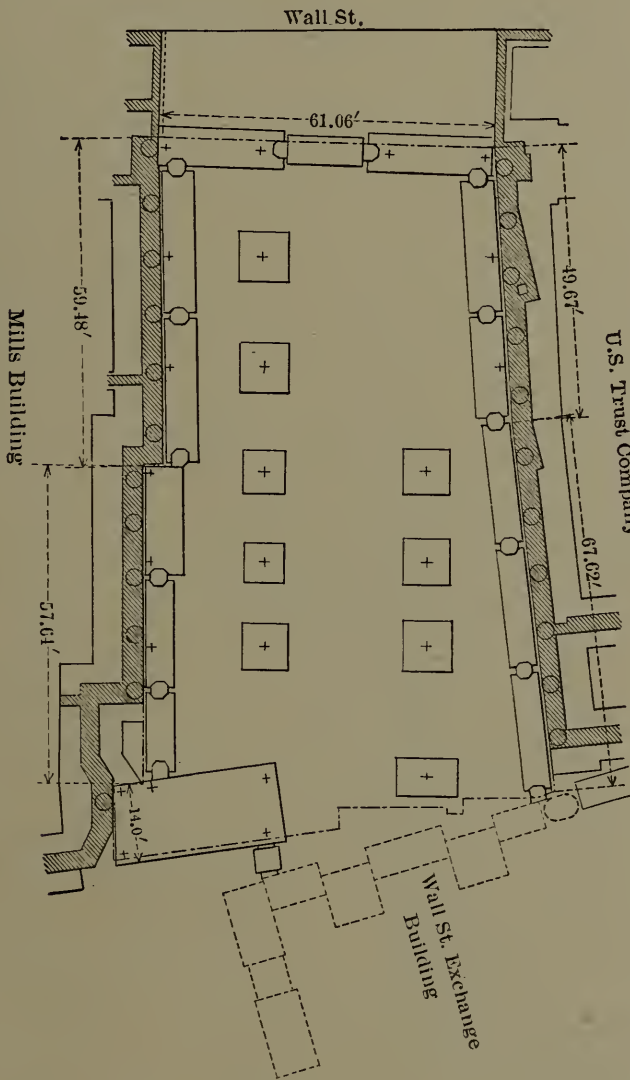 Wall St.
61.06′
59.48′
49.67′
Mills Building
U.S. Trust Company
67.62′
57.61′
14.0′
Wall St. Exchange
Building